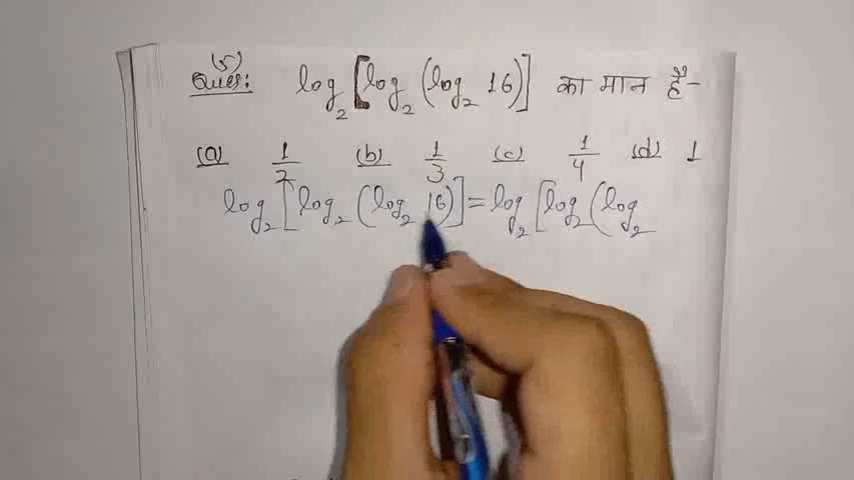 (5)
Ques: log₂ [log₂ (log₂ 16)] का मान है-
(a) 1/2 (b) 1/3 (c) 1/4 (d) 1
log₂ [log₂ (log₂ 16)] = log₂ [log₂ (log₂